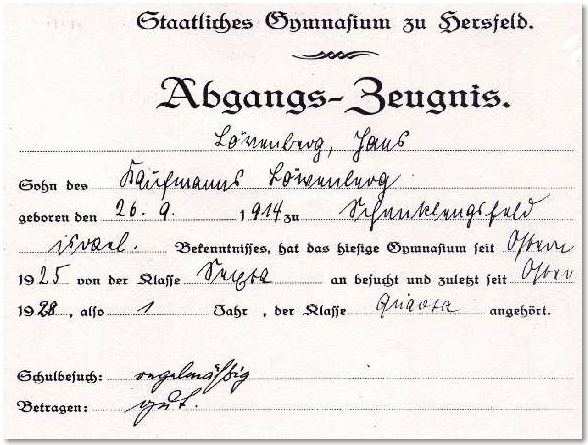 Staatliches Gymnasium zu Hersfeld.
Abgangs-Zeugnis.
Löwenberg, Hans
Sohn des Kaufmanns Löwenberg
geboren den 26. 9. 1914 zu Schenklengsfeld
israel. Bekenntnisses, hat das hiesige Gymnasium seit Ostern
1925 von der Klasse Sexta an besucht und zuletzt seit Oster
1928, also 1 Jahr, der Klasse Quarta angehört.
Schulbesuch: regelmäßig
Betragen: gut.